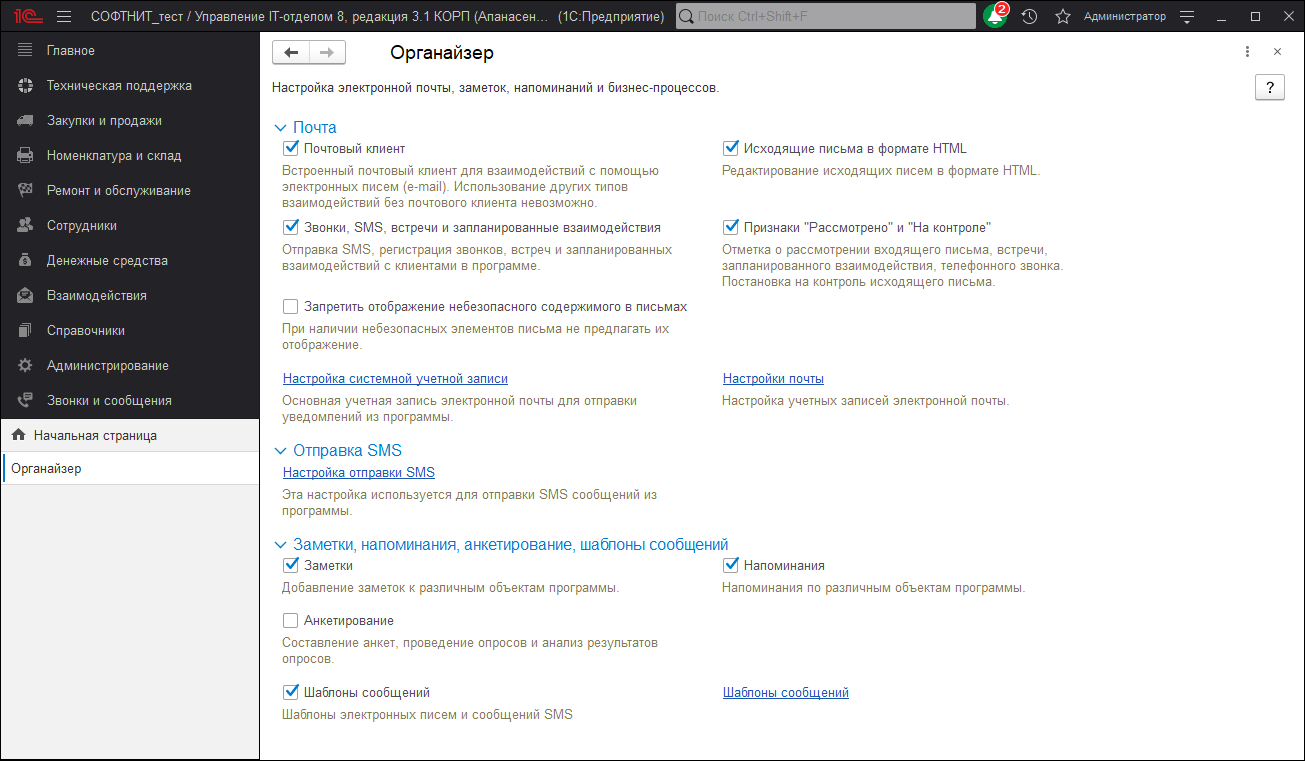 1С СОФТНИТ_тест / Управление IT-отделом 8, редакция 3.1 КОРП (Апанасен... (1С:Предприятие) Поиск Ctrl+Shift+F 2 Администратор
Главное
Техническая поддержка
Закупки и продажи
Номенклатура и склад
Ремонт и обслуживание
Сотрудники
Денежные средства
Взаимодействия
Справочники
Администрирование
Звонки и сообщения
Начальная страница
Органайзер
Органайзер
Настройка электронной почты, заметок, напоминаний и бизнес-процессов.
?
Почта
Почтовый клиент
Встроенный почтовый клиент для взаимодействий с помощью
электронных писем (e-mail). Использование других типов
взаимодействий без почтового клиента невозможно.
Исходящие письма в формате HTML
Редактирование исходящих писем в формате HTML.
Звонки, SMS, встречи и запланированные взаимодействия
Отправка SMS, регистрация звонков, встреч и запланированных
взаимодействий с клиентами в программе.
Признаки "Рассмотрено" и "На контроле"
Отметка о рассмотрении входящего письма, встречи,
запланированного взаимодействия, телефонного звонка.
Постановка на контроль исходящего письма.
Запретить отображение небезопасного содержимого в письмах
При наличии небезопасных элементов письма не предлагать их
отображение.
Настройка системной учетной записи
Основная учетная запись электронной почты для отправки
уведомлений из программы.
Настройки почты
Настройка учетных записей электронной почты.
Отправка SMS
Настройка отправки SMS
Эта настройка используется для отправки SMS сообщений из
программы.
Заметки, напоминания, анкетирование, шаблоны сообщений
Заметки
Добавление заметок к различным объектам программы.
Напоминания
Напоминания по различным объектам программы.
Анкетирование
Составление анкет, проведение опросов и анализ результатов
опросов.
Шаблоны сообщений
Шаблоны электронных писем и сообщений SMS
Шаблоны сообщений